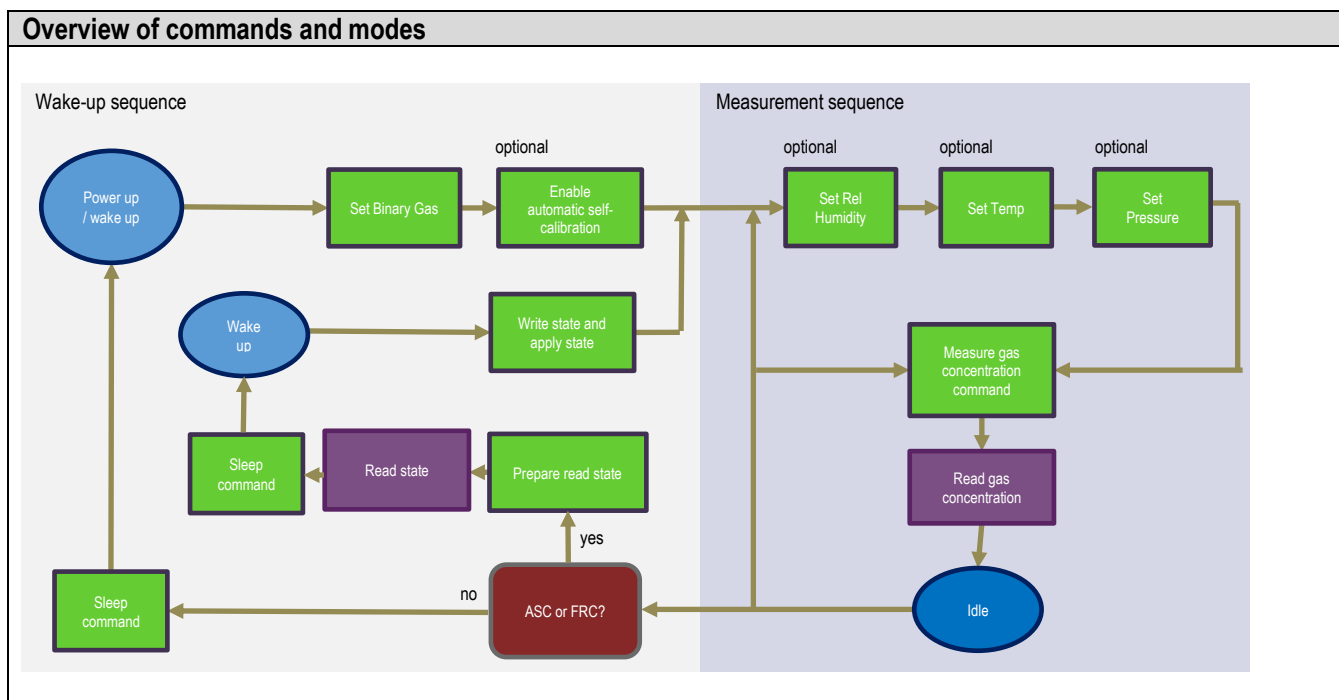 Overview of commands and modes
Wake-up sequence
Measurement sequence
optional
optional
optional
optional
Power up
/ wake up
Set Binary Gas
Enable
automatic self-
calibration
Set Rel
Humidity
Set Temp
Set
Pressure
Wake
up
Write state and
apply state
Measure gas
concentration
command
Sleep
command
Read state
Prepare read state
Read gas
concentration
yes
Sleep
command
no
ASC or FRC?
Idle